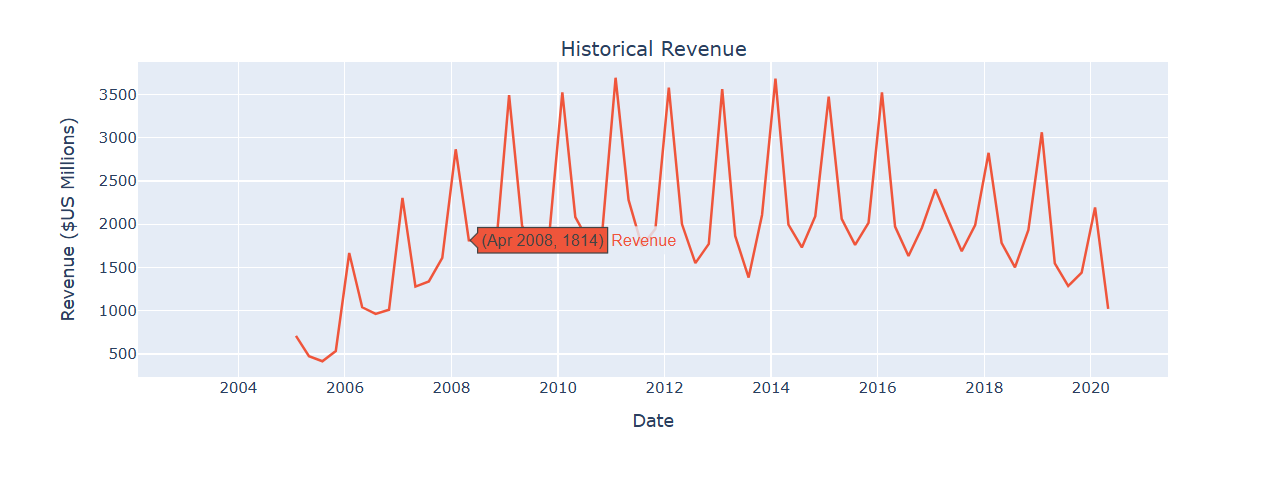 Historical Revenue
Revenue ($US Millions)
3500
3000
2500
2000
1500
1000
500
(Apr 2008, 1814) Revenue
2004 2006 2008 2010 2012 2014 2016 2018 2020
Date